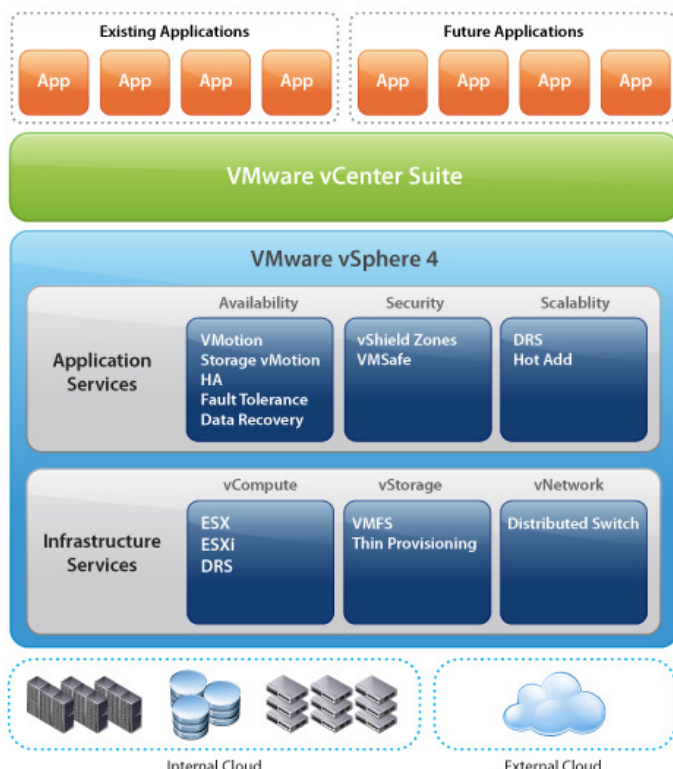 Existing Applications
Future Applications
App App App App
App App App App
VMware vCenter Suite
VMware vSphere 4
Application
Services
Availability
VMotion
Storage vMotion
HA
Fault Tolerance
Data Recovery
Security
vShield Zones
VMSafe
Scalablity
DRS
Hot Add
Infrastructure
Services
vCompute
ESX
ESXi
DRS
vStorage
VMFS
Thin Provisioning
vNetwork
Distributed Switch
Internal Cloud
External Cloud